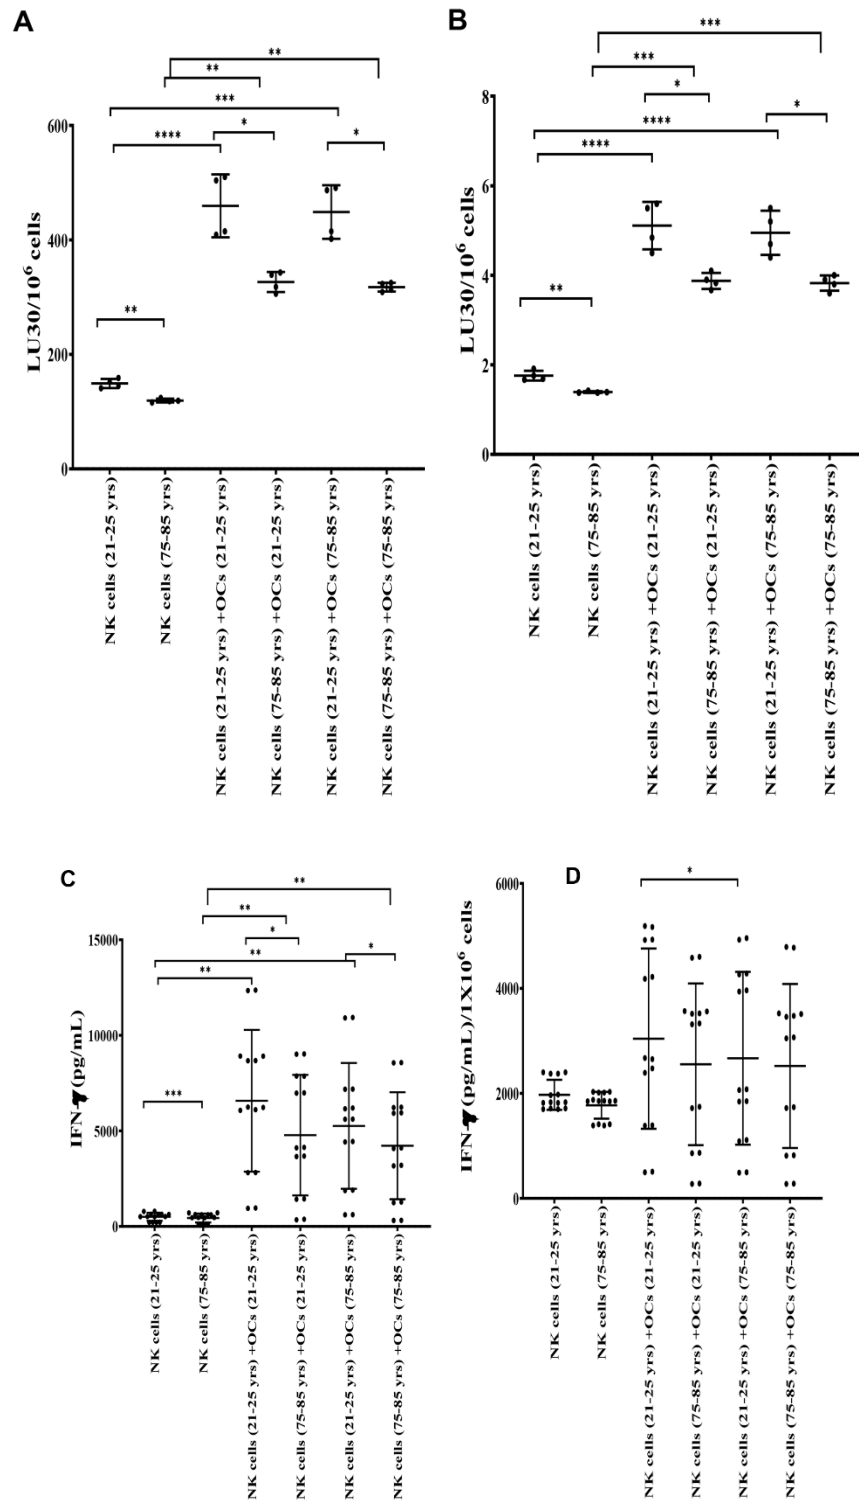 A
**
**
***
****
*
*
**
LU30/10⁶ cells
600
400
200
0
NK cells (21-25 yrs)
NK cells (75-85 yrs)
NK cells (21-25 yrs) +OCs (21-25 yrs)
NK cells (75-85 yrs) +OCs (21-25 yrs)
NK cells (21-25 yrs) +OCs (75-85 yrs)
NK cells (75-85 yrs) +OCs (75-85 yrs)
B
***
***
*
*
****
****
**
LU30/10⁶ cells
8
6
4
2
0
NK cells (21-25 yrs)
NK cells (75-85 yrs)
NK cells (21-25 yrs) +OCs (21-25 yrs)
NK cells (75-85 yrs) +OCs (21-25 yrs)
NK cells (21-25 yrs) +OCs (75-85 yrs)
NK cells (75-85 yrs) +OCs (75-85 yrs)
C
**
**
*
**
*
**
***
IFN-γ (pg/mL)
15000
10000
5000
0
NK cells (21-25 yrs)
NK cells (75-85 yrs)
NK cells (21-25 yrs) +OCs (21-25 yrs)
NK cells (75-85 yrs) +OCs (21-25 yrs)
NK cells (21-25 yrs) +OCs (75-85 yrs)
NK cells (75-85 yrs) +OCs (75-85 yrs)
D
*
IFN-γ (pg/mL)/1X10⁶ cells
6000
4000
2000
0
NK cells (21-25 yrs)
NK cells (75-85 yrs)
NK cells (21-25 yrs) +OCs (21-25 yrs)
NK cells (75-85 yrs) +OCs (21-25 yrs)
NK cells (21-25 yrs) +OCs (75-85 yrs)
NK cells (75-85 yrs) +OCs (75-85 yrs)